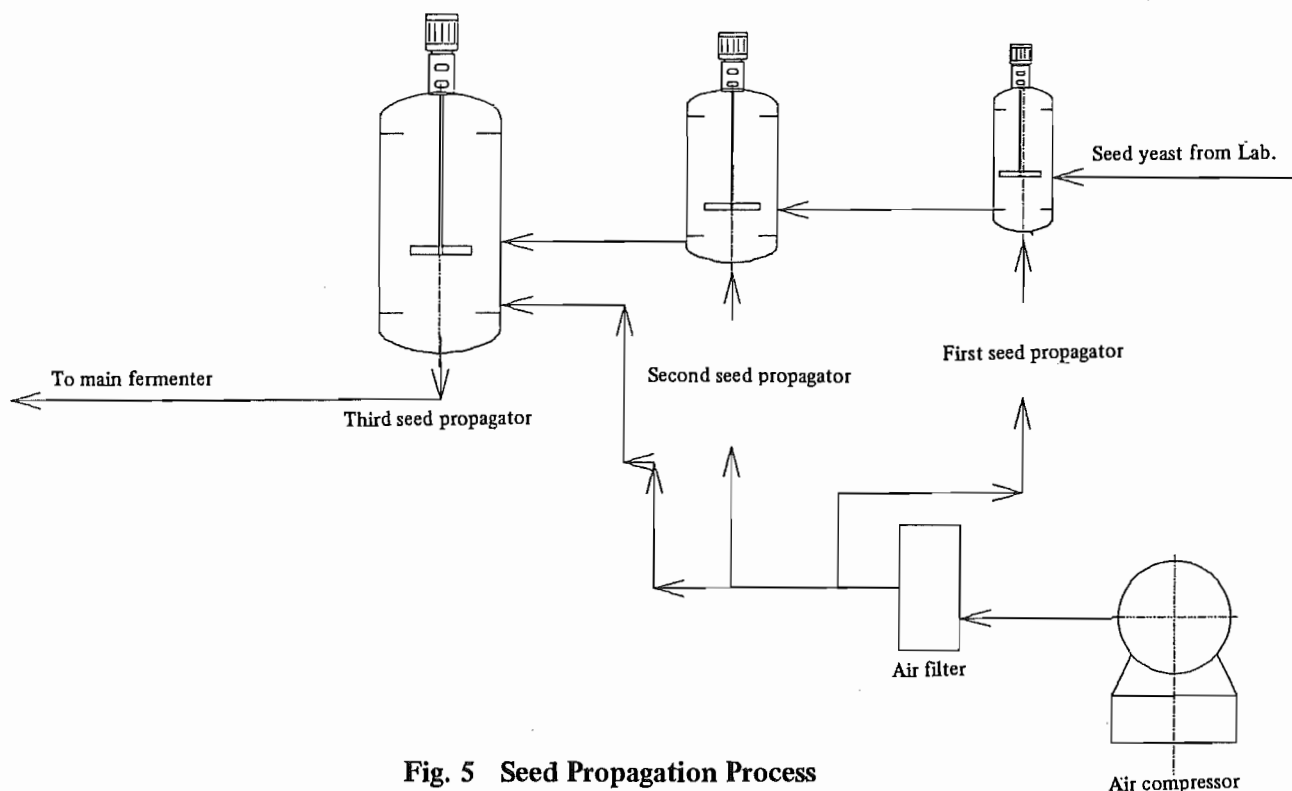 Seed yeast from Lab.
First seed propagator
To main fermenter
Second seed propagator
Third seed propagator
Air filter
Fig. 5 Seed Propagation Process
Air compressor